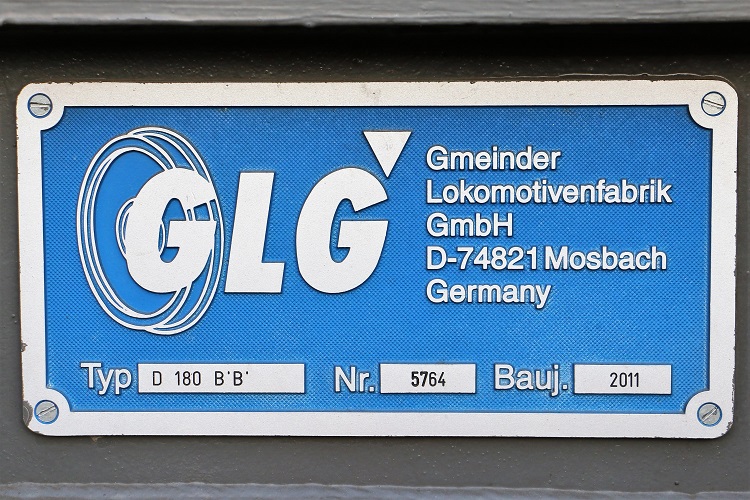 GLG
Gmeinder
Lokomotivenfabrik
GmbH
D-74821 Mosbach
Germany
Typ D 180 B'B' Nr. 5764 Bauj. 2011